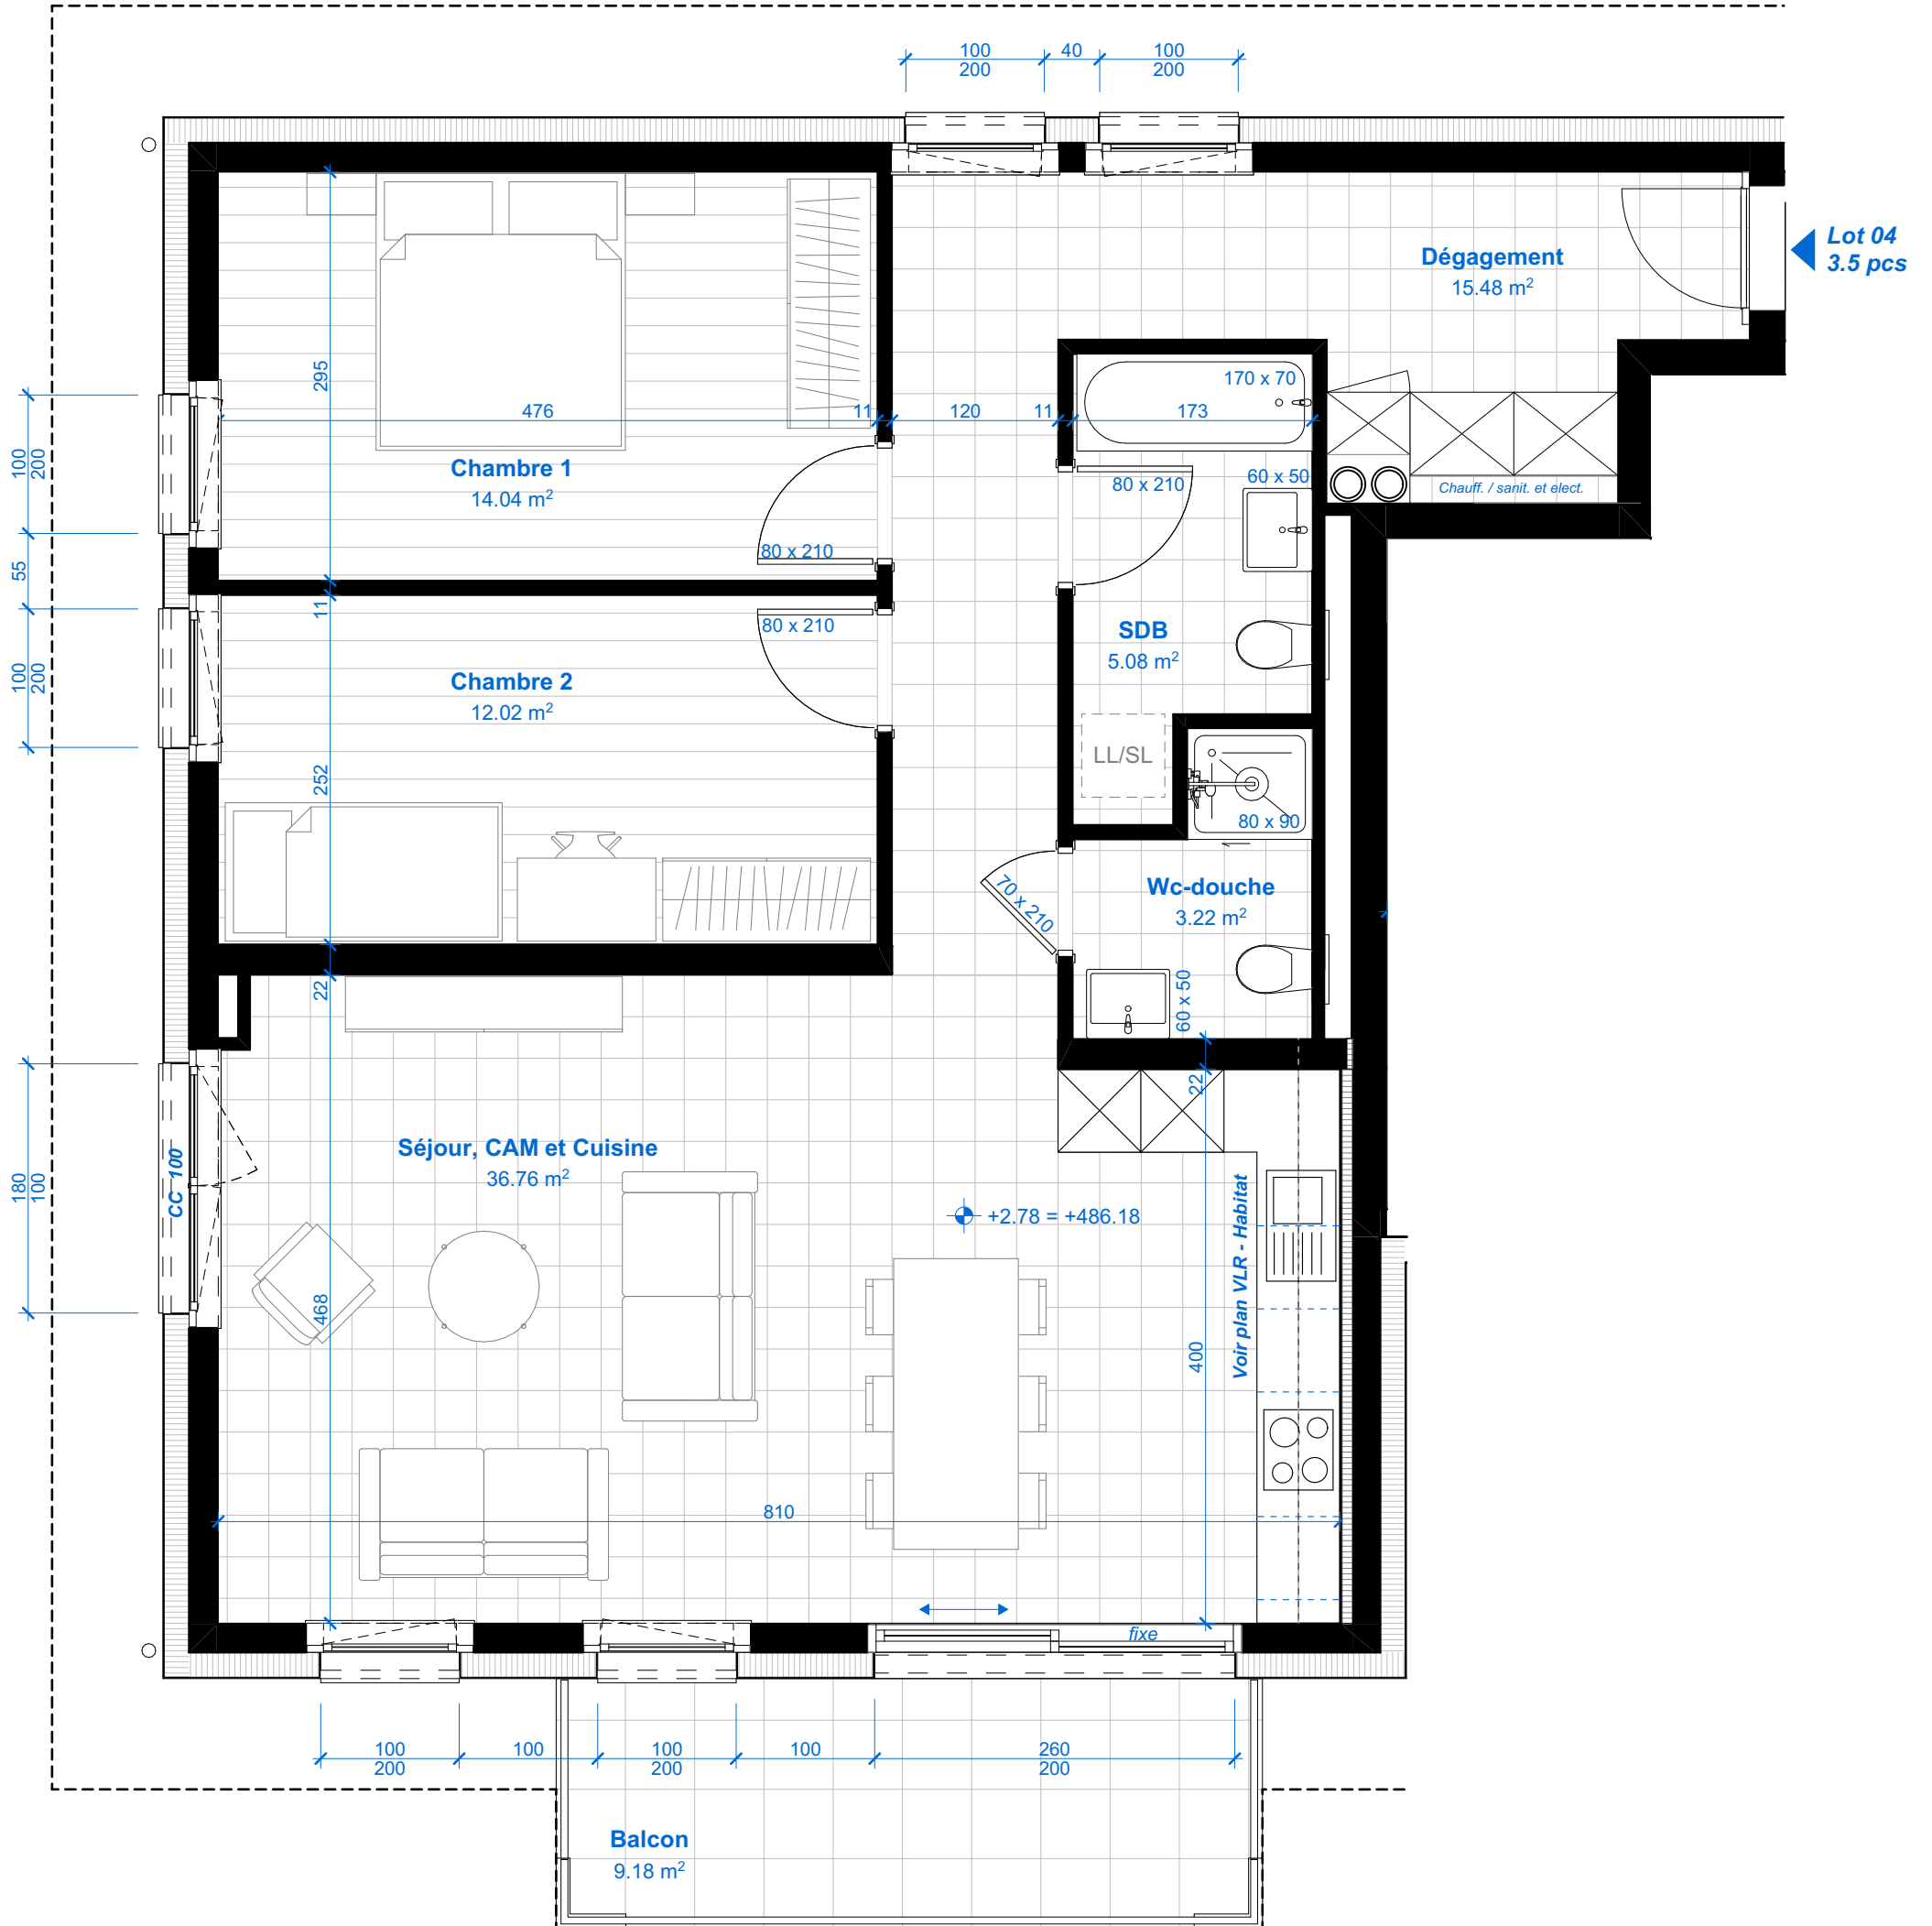 100 40 100
200 200
Lot 04
3.5 pcs
Dégagement
15.48 m²
295
170 x 70
476 11 120 11 173
100
200
Chambre 1
14.04 m²
80 x 210
60 x 50
Chauff. / sanit. et elect.
80 x 210
55
11
80 x 210
100
200
Chambre 2
12.02 m²
SDB
5.08 m²
LL/SL
252
80 x 90
70 x 210
Wc-douche
3.22 m²
22
60 x 50
22
180
100
CC 100
Séjour, CAM et Cuisine
36.76 m²
+2.78 = +486.18
Voir plan VLR - Habitat
468
400
810
fixe
100 100 100 100 260
200 200 200
Balcon
9.18 m²